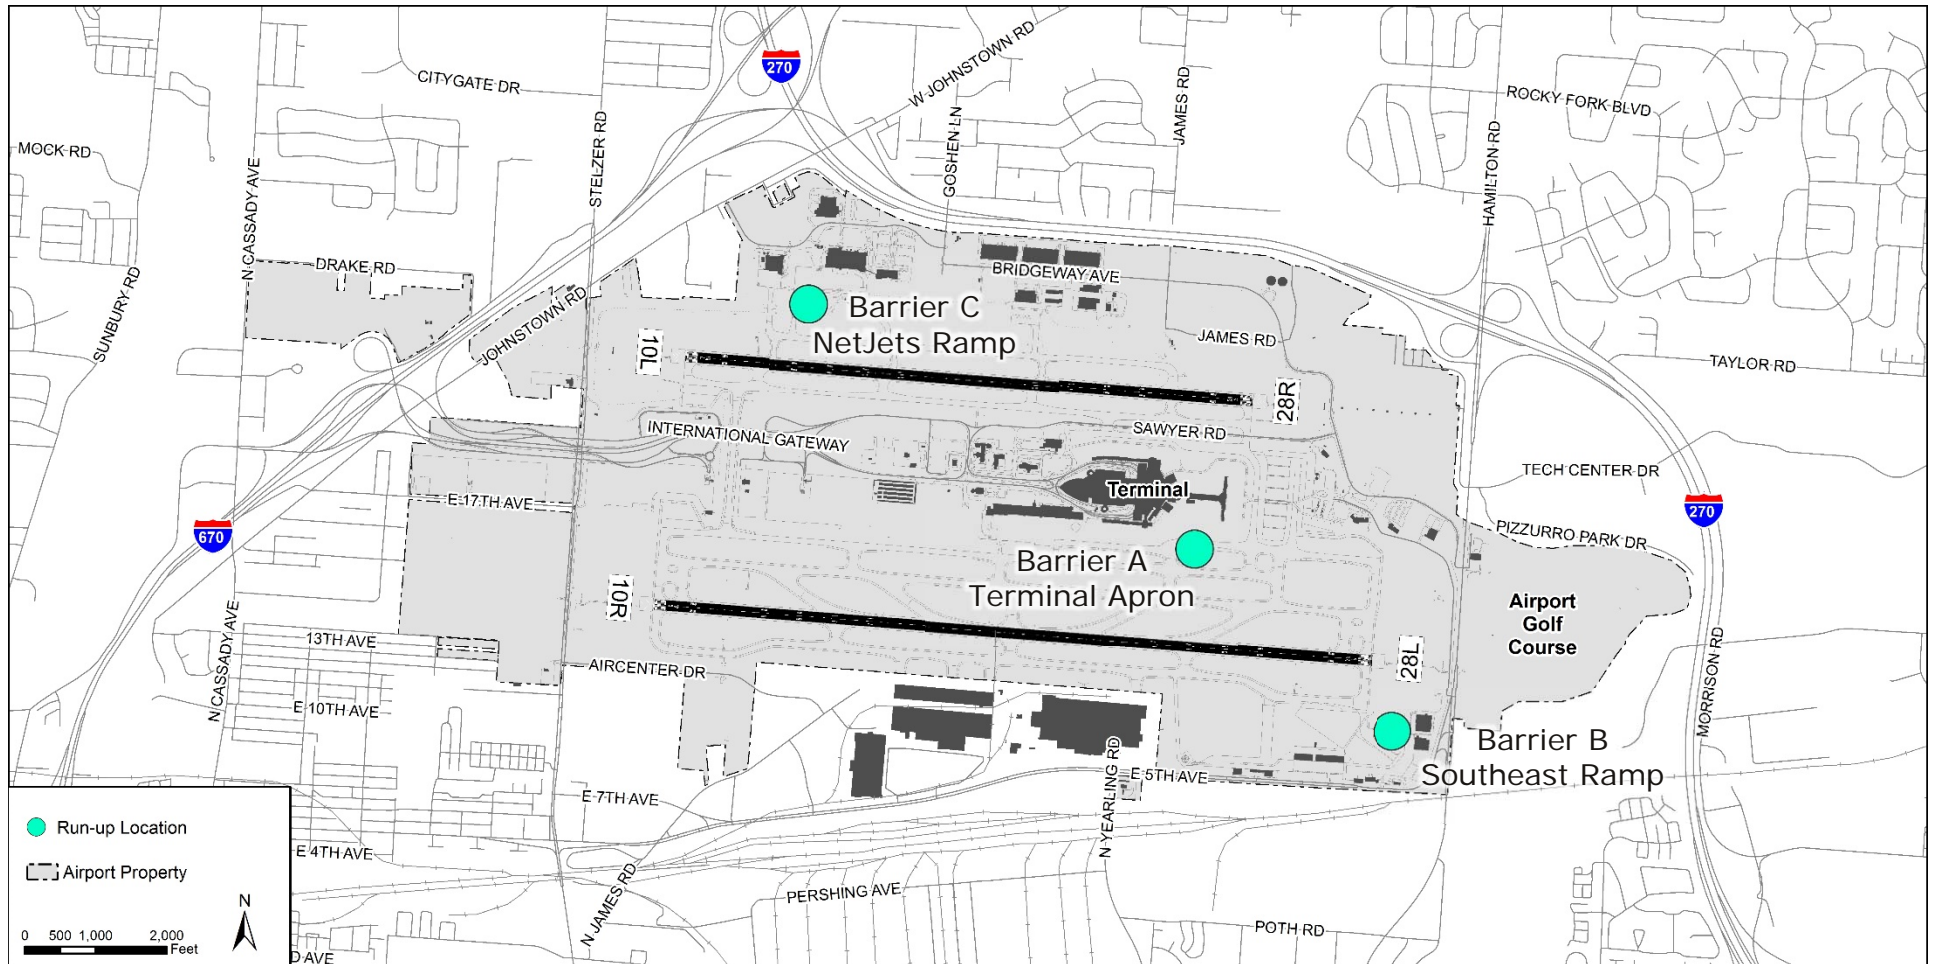 270
W JOHNSTOWN RD
CITYGATE DR
JAMES RD
ROCKY FORK BLVD
MOCK RD
N CASSADY AVE
STELZER RD
GOSHEN LN
HAMILTON RD
SUNBURY RD
DRAKE RD
BRIDGEWAY AVE
Barrier C
NetJets Ramp
JOHNSTOWN RD
10L
JAMES RD
28R
TAYLOR RD
INTERNATIONAL GATEWAY
SAWYER RD
TECH CENTER DR
Terminal
E 17TH AVE
670
270
PIZZURRO PARK DR
Barrier A
Terminal Apron
10R
Airport
Golf
Course
13TH AVE
N CASSADY AVE
AIRCENTER DR
28L
MORRISON RD
E 10TH AVE
Barrier B
Southeast Ramp
N YEARLING RD
E 5TH AVE
E 7TH AVE
E 4TH AVE
N JAMES RD
PERSHING AVE
POTH RD
D AVE
Run-up Location
Airport Property
N
0 500 1,000 2,000
Feet